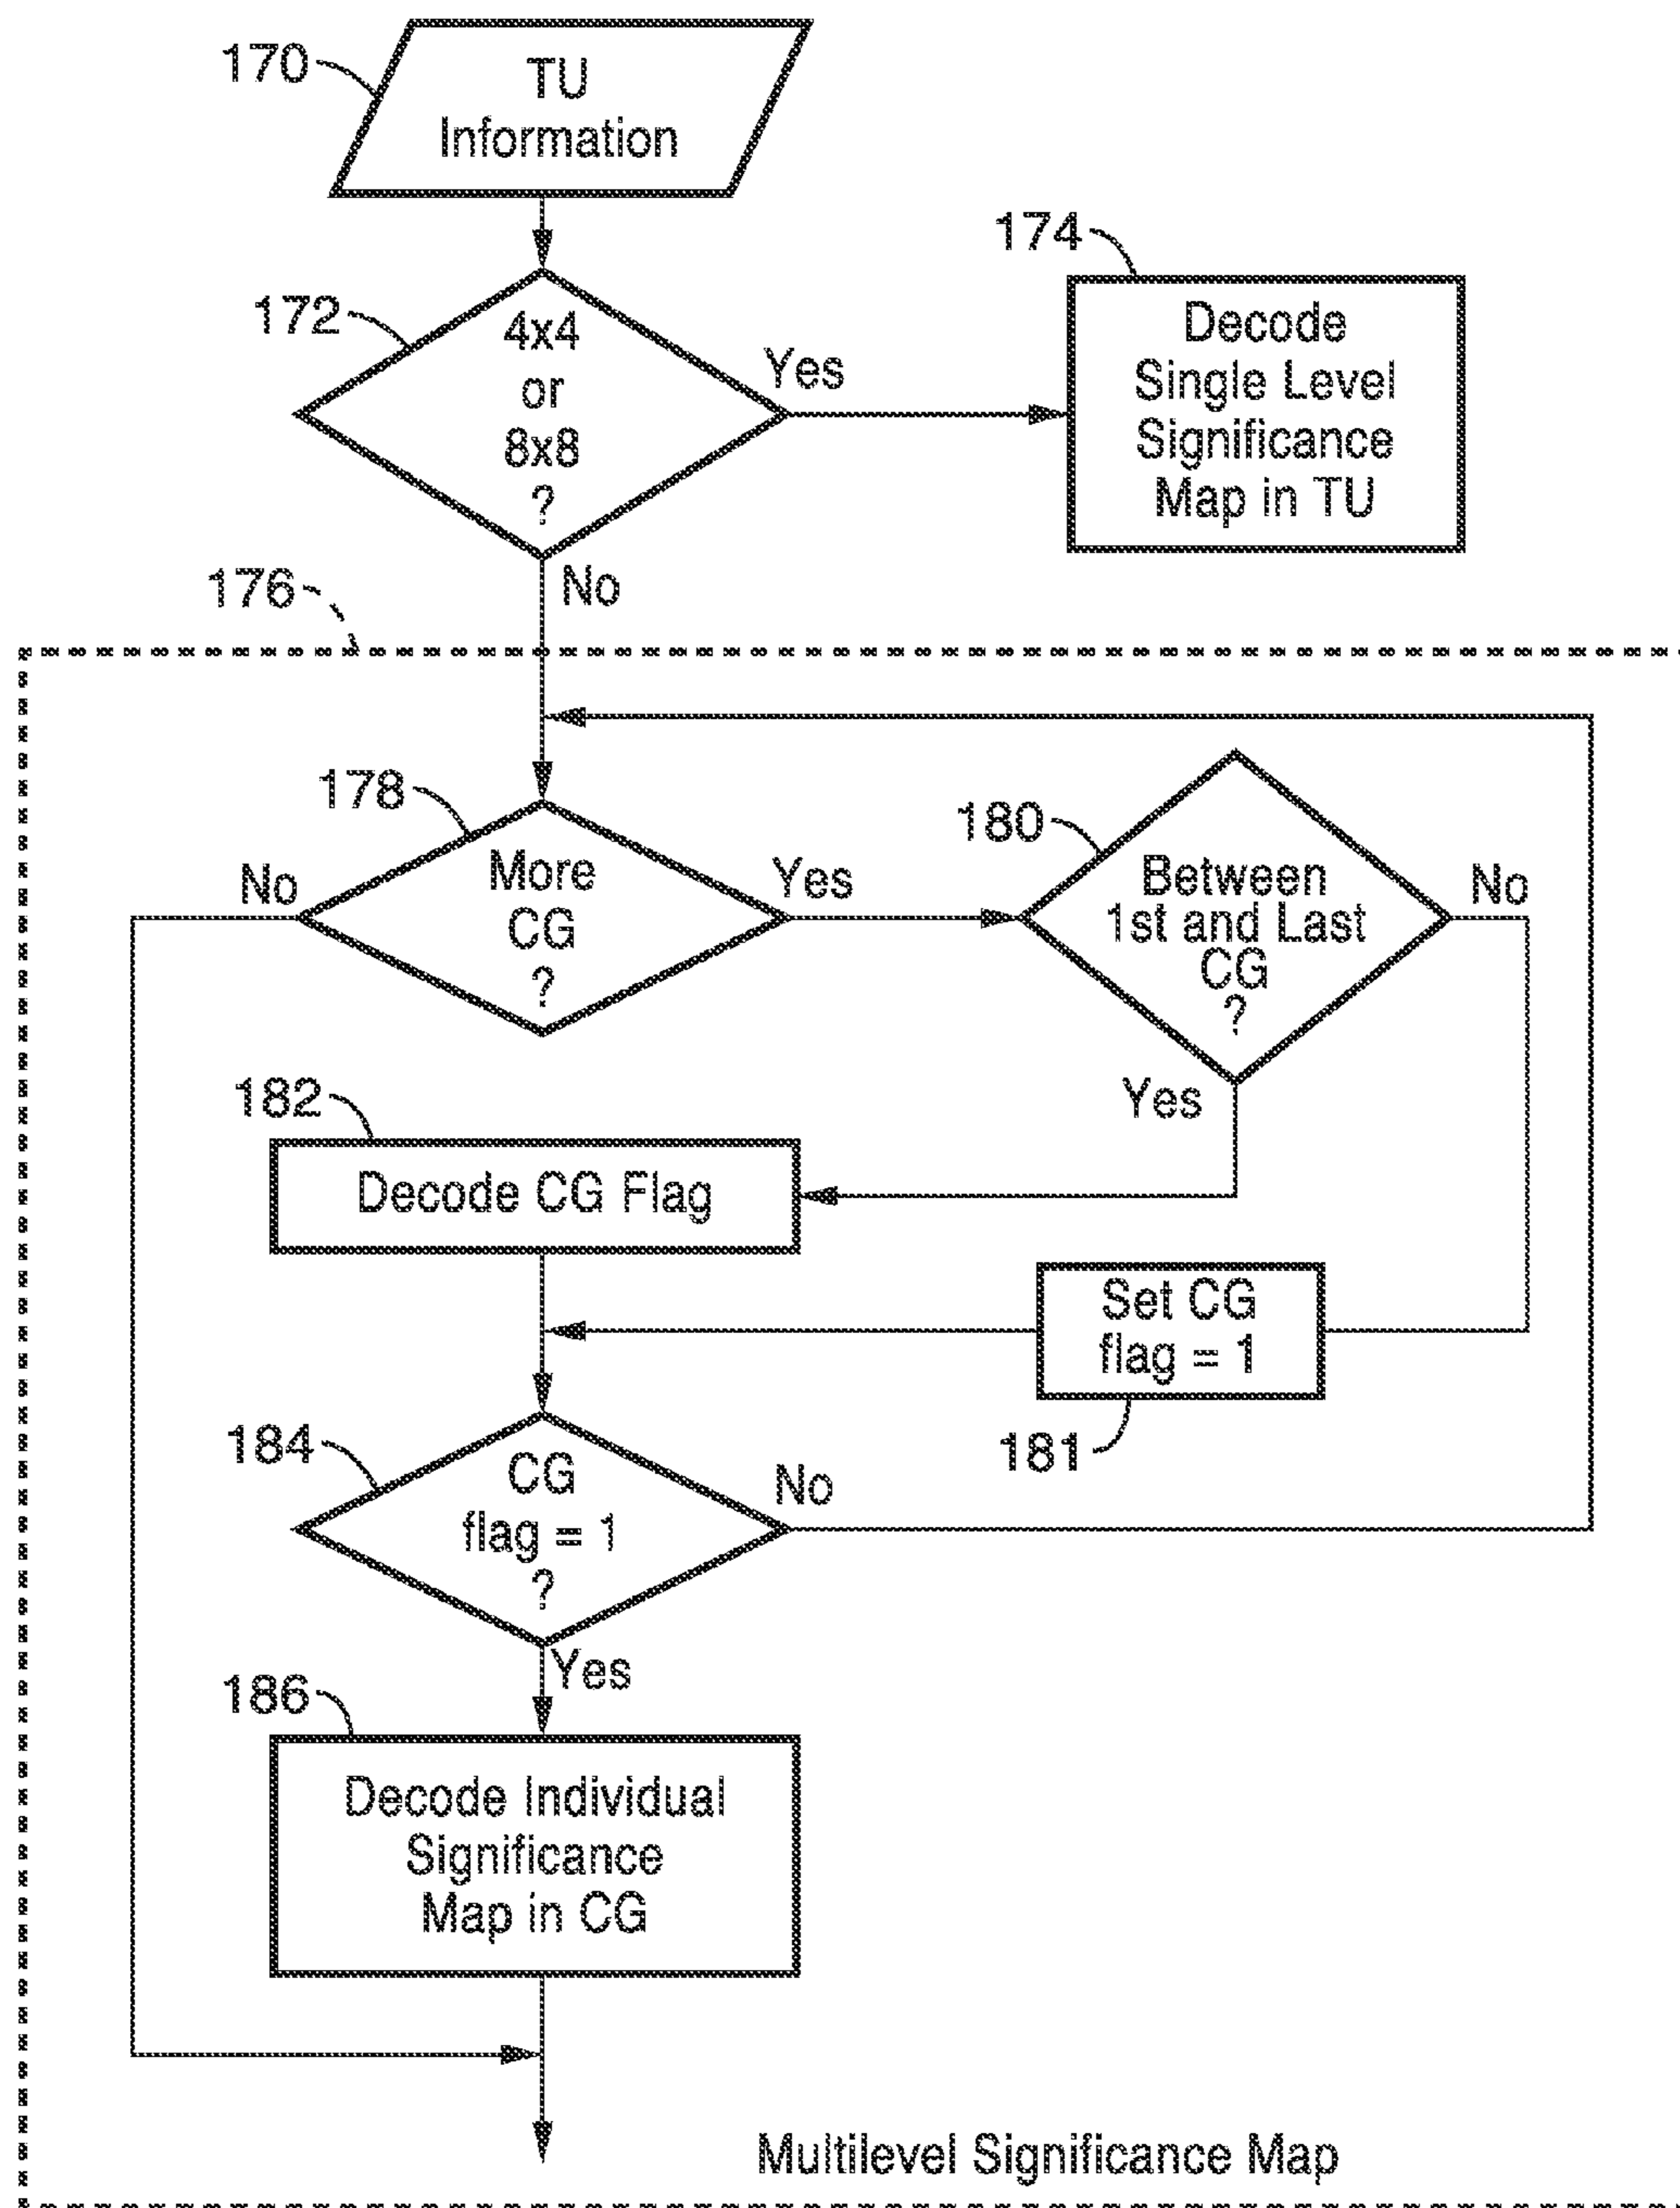 170
TU
Information
172
4x4
or
8x8
?
Yes
174
Decode
Single Level
Significance
Map in TU
No
176
178
More
CG
?
No
Yes
180
Between
1st and Last
CG
?
No
Yes
182
Decode CG Flag
Set CG
flag = 1
181
184
CG
flag = 1
?
No
Yes
186
Decode Individual
Significance
Map in CG
Multilevel Significance Map